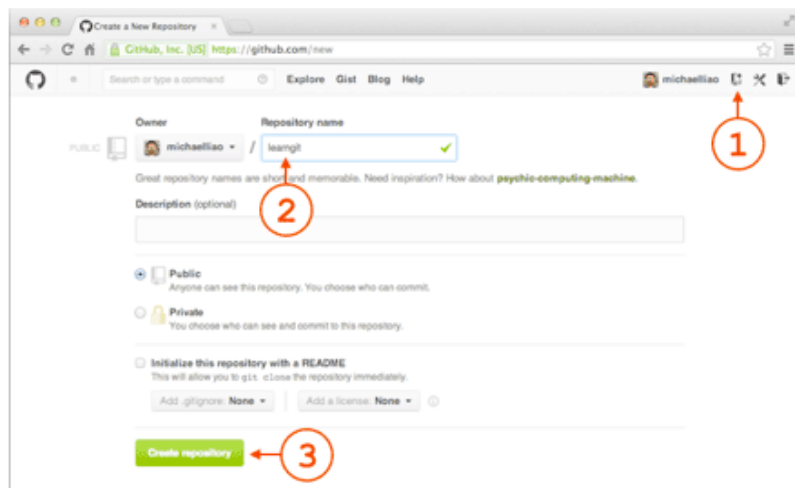 Create a New Repository
GitHub, Inc. [US] https://github.com/new
Search or type a command Explore Gist Blog Help michaelliao
1
Owner Repository name
PUBLIC michaelliao / learngit
2
Great repository names are short and memorable. Need inspiration? How about psychic-computing-machine.
Description (optional)
Public
Anyone can see this repository. You choose who can commit.
Private
You choose who can see and commit to this repository.
Initialize this repository with a README
This will allow you to git clone the repository immediately.
Add .gitignore: None Add a license: None
Create repository 3